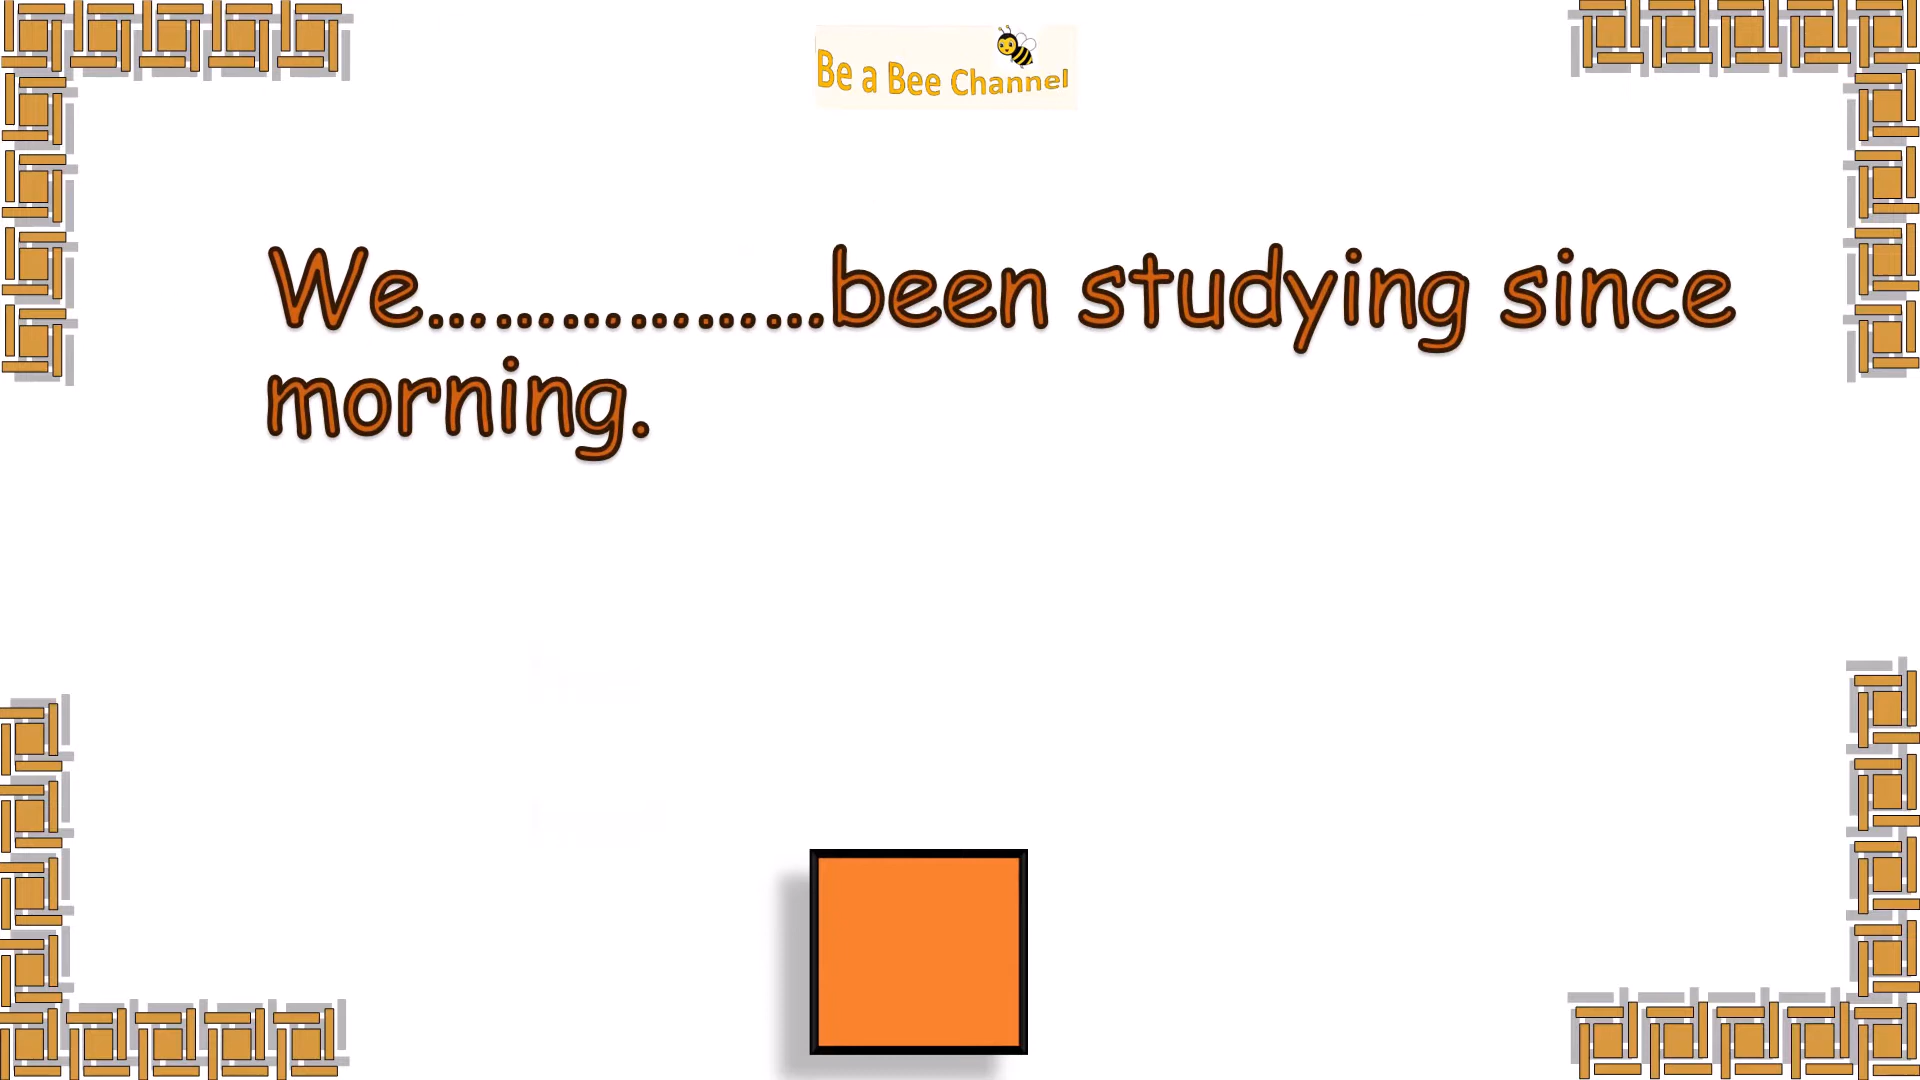 Be a Bee Channel
We..................been studying since
morning.